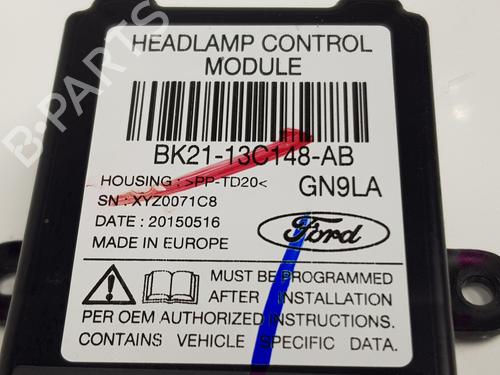 HEADLAMP CONTROL
MODULE
BK21-13C148-AB
HOUSING : >PP-TD20<
GN9LA
SN : XYZ0071C8
DATE : 20150516
MADE IN EUROPE
Ford
MUST BE PROGRAMMED
AFTER INSTALLATION
PER OEM AUTHORIZED INSTRUCTIONS.
CONTAINS VEHICLE SPECIFIC DATA.
B-PARTS